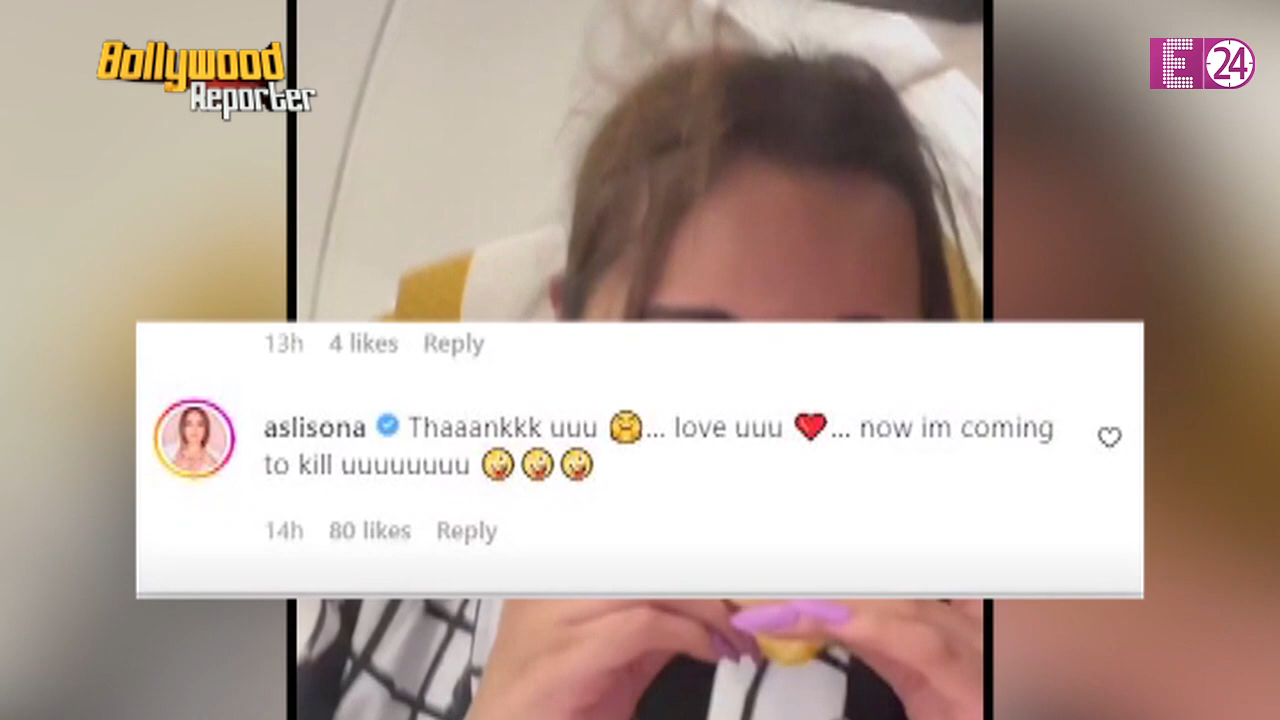 Bollywood
Reporter
E 24
13h 4 likes Reply
aslisona Thaaankkk uuu 🤗... love uuu ❤️... now im coming
to kill uuuuuuuu 🤪🤪🤪
14h 80 likes Reply